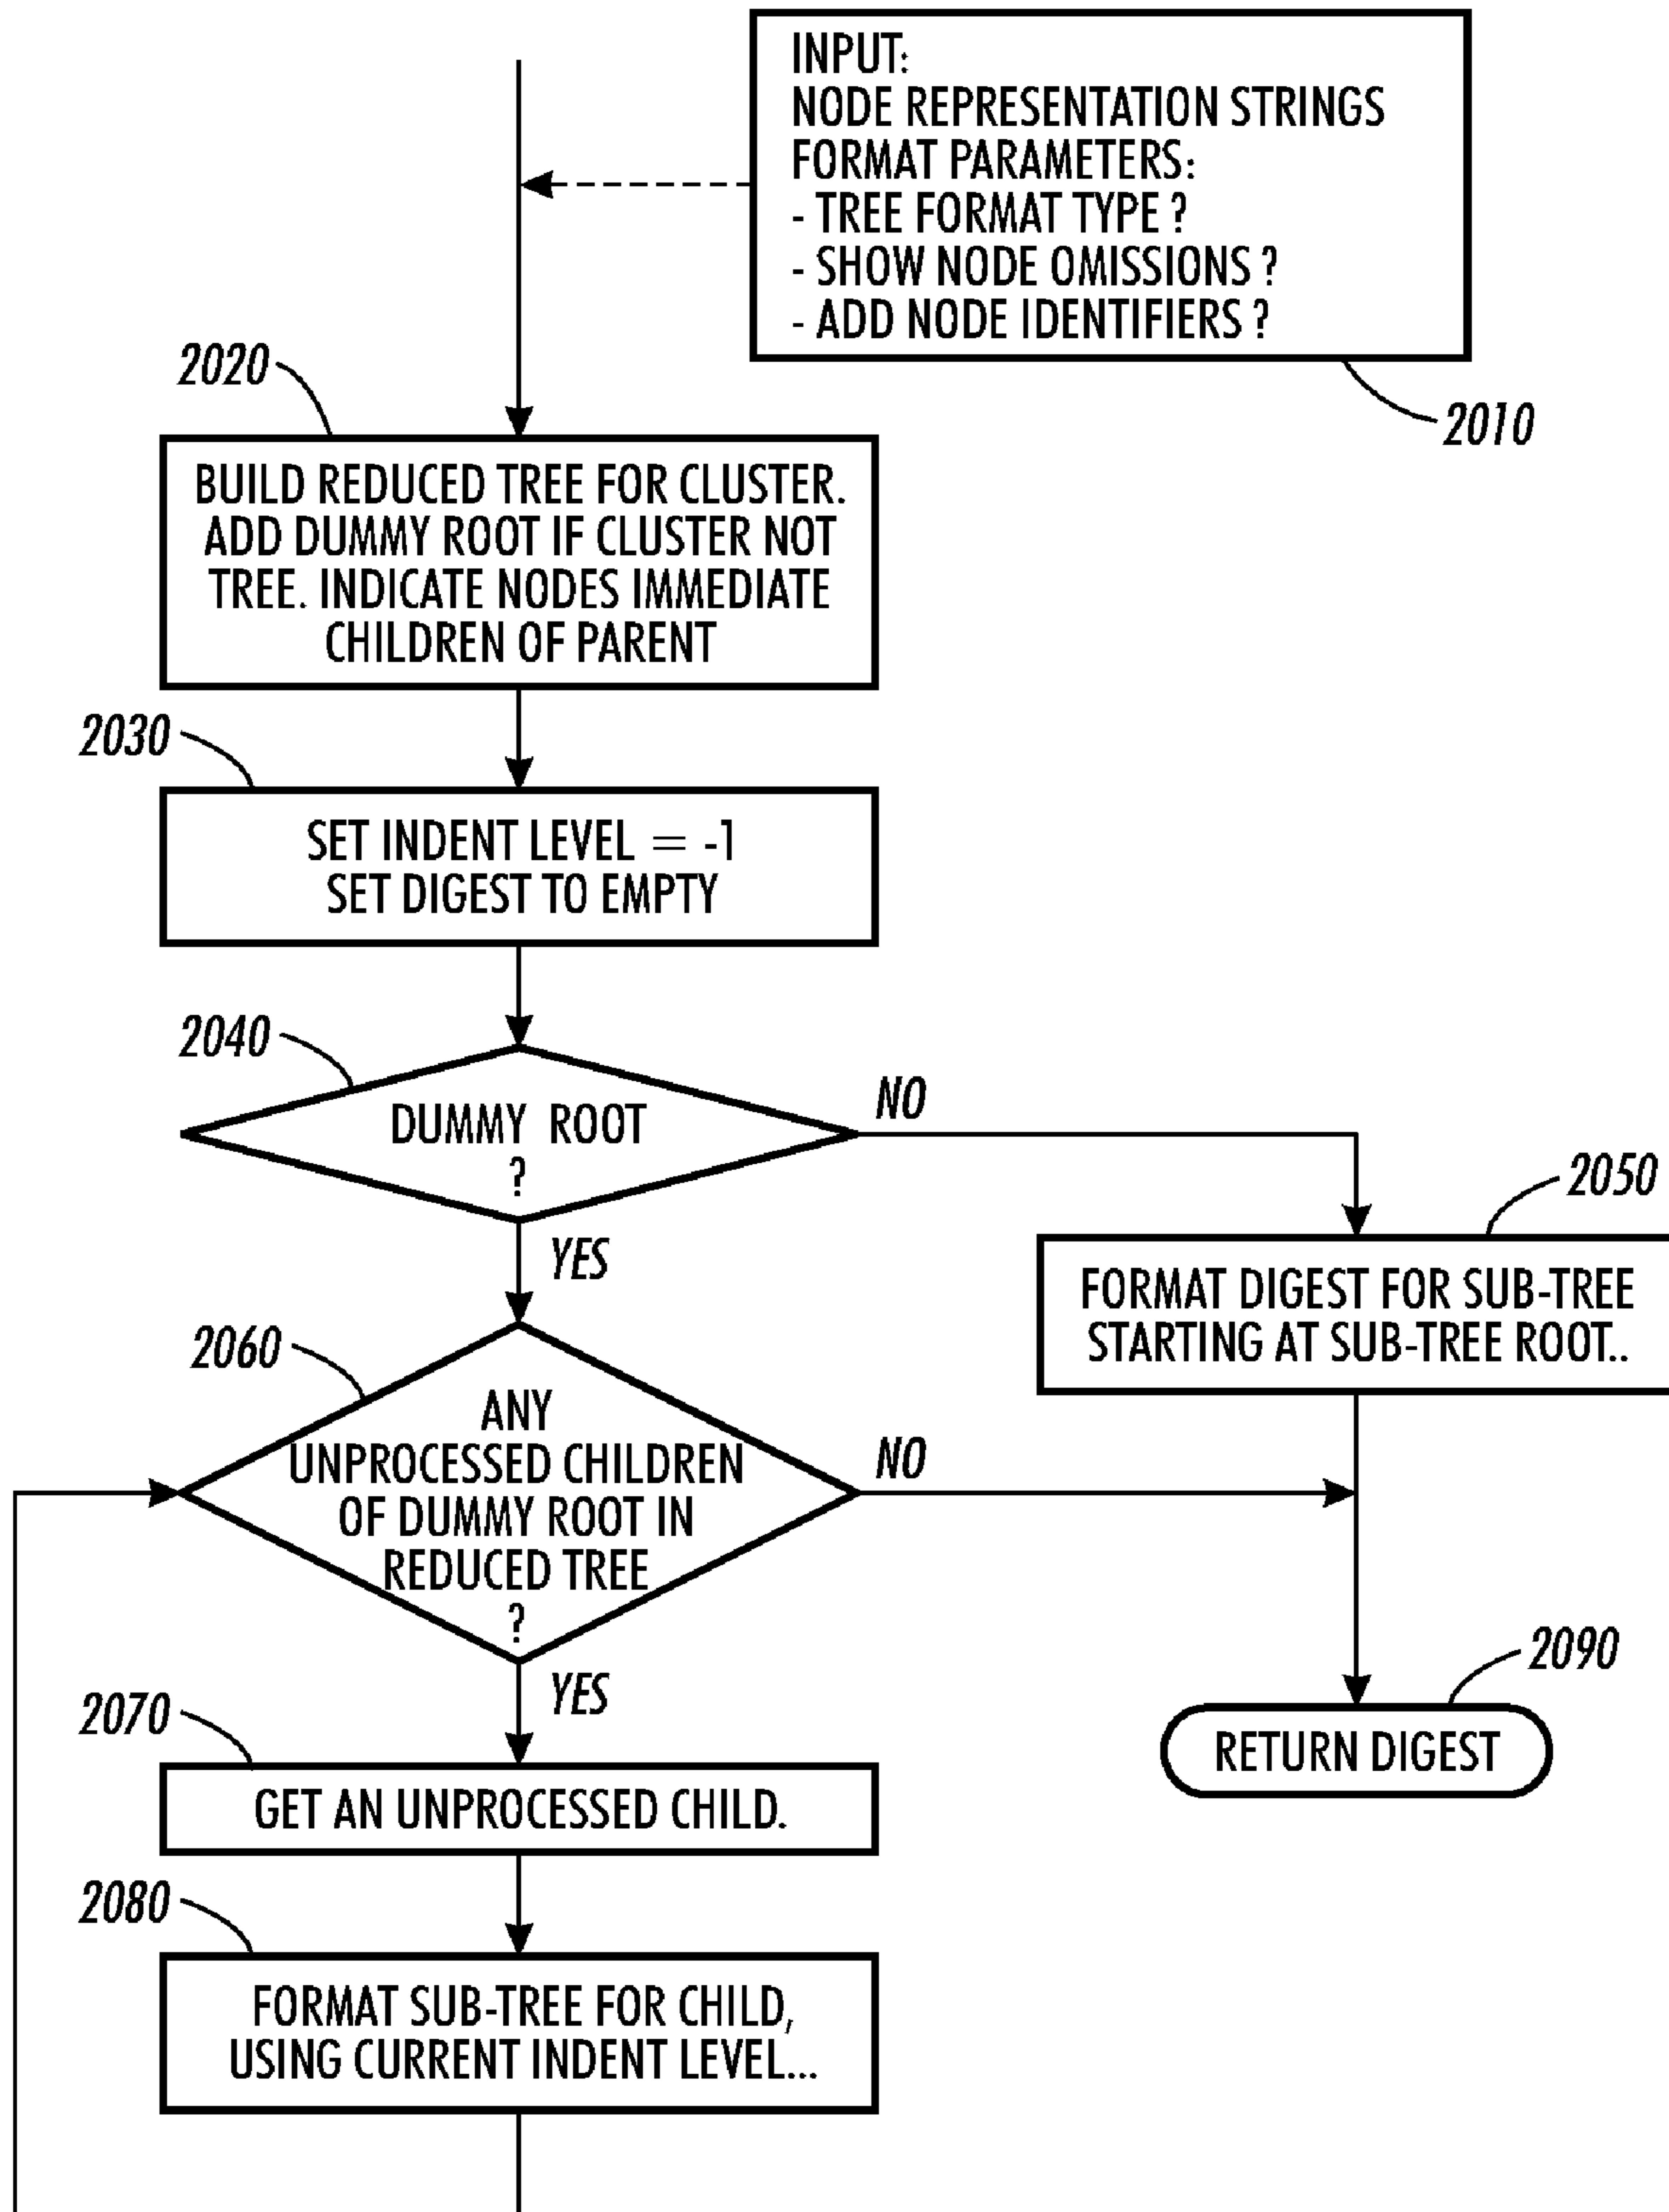 INPUT:
NODE REPRESENTATION STRINGS
FORMAT PARAMETERS:
- TREE FORMAT TYPE ?
- SHOW NODE OMISSIONS ?
- ADD NODE IDENTIFIERS ?
2010
2020
BUILD REDUCED TREE FOR CLUSTER.
ADD DUMMY ROOT IF CLUSTER NOT
TREE. INDICATE NODES IMMEDIATE
CHILDREN OF PARENT
2030
SET INDENT LEVEL = -1
SET DIGEST TO EMPTY
2040
DUMMY ROOT
?
NO
YES
2050
FORMAT DIGEST FOR SUB-TREE
STARTING AT SUB-TREE ROOT..
2060
ANY
UNPROCESSED CHILDREN
OF DUMMY ROOT IN
REDUCED TREE
?
NO
YES
2070
GET AN UNPROCESSED CHILD.
2080
FORMAT SUB-TREE FOR CHILD,
USING CURRENT INDENT LEVEL...
2090
RETURN DIGEST